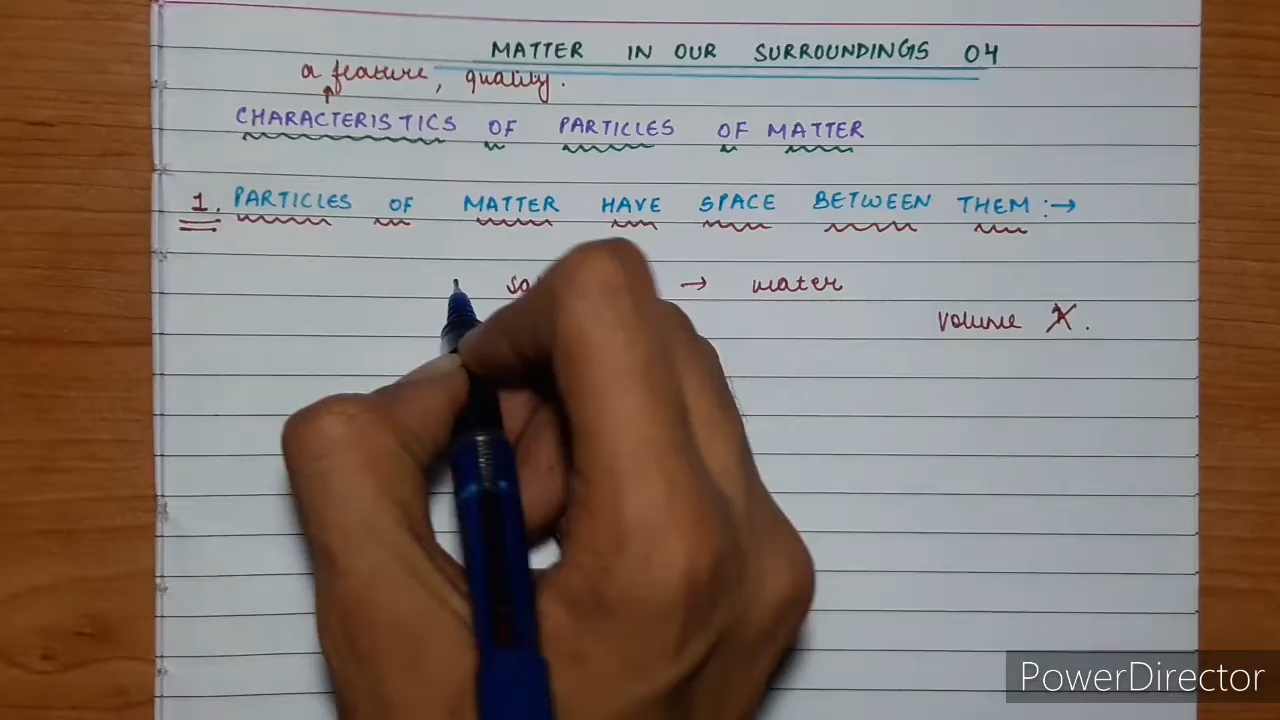 MATTER IN OUR SURROUNDINGS 04
a feature, quality.
CHARACTERISTICS OF PARTICLES OF MATTER
1. PARTICLES OF MATTER HAVE SPACE BETWEEN THEM :→
→ water
volume X.
PowerDirector